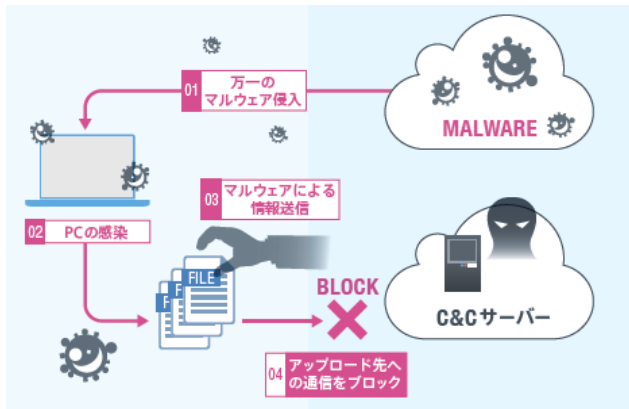 01 万一の
マルウェア侵入
MALWARE
02 PCの感染
03 マルウェアによる
情報送信
FILE
F
F
BLOCK
C&Cサーバー
04 アップロード先へ
の通信をブロック